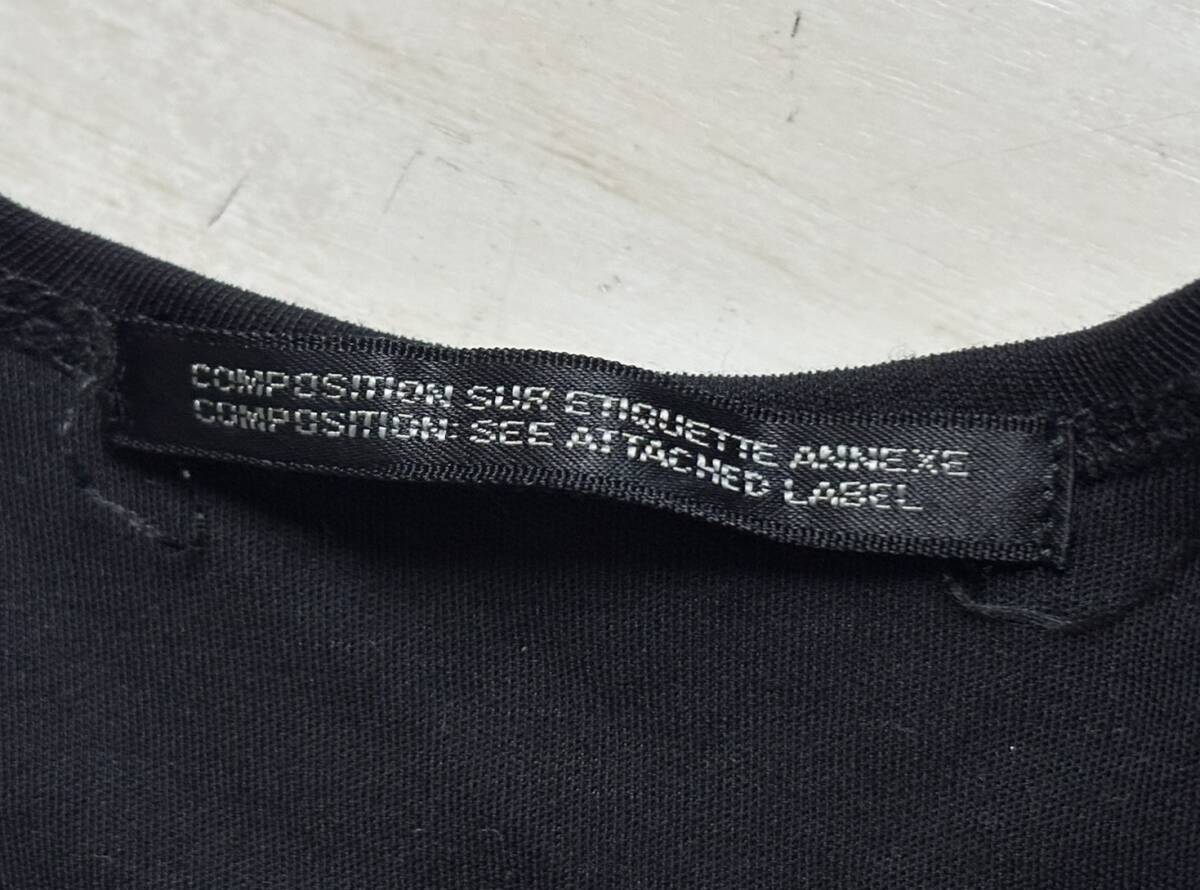 COMPOSITION SUR ETIQUETTE ANNEXE
COMPOSITION: SEE ATTACHED LABEL